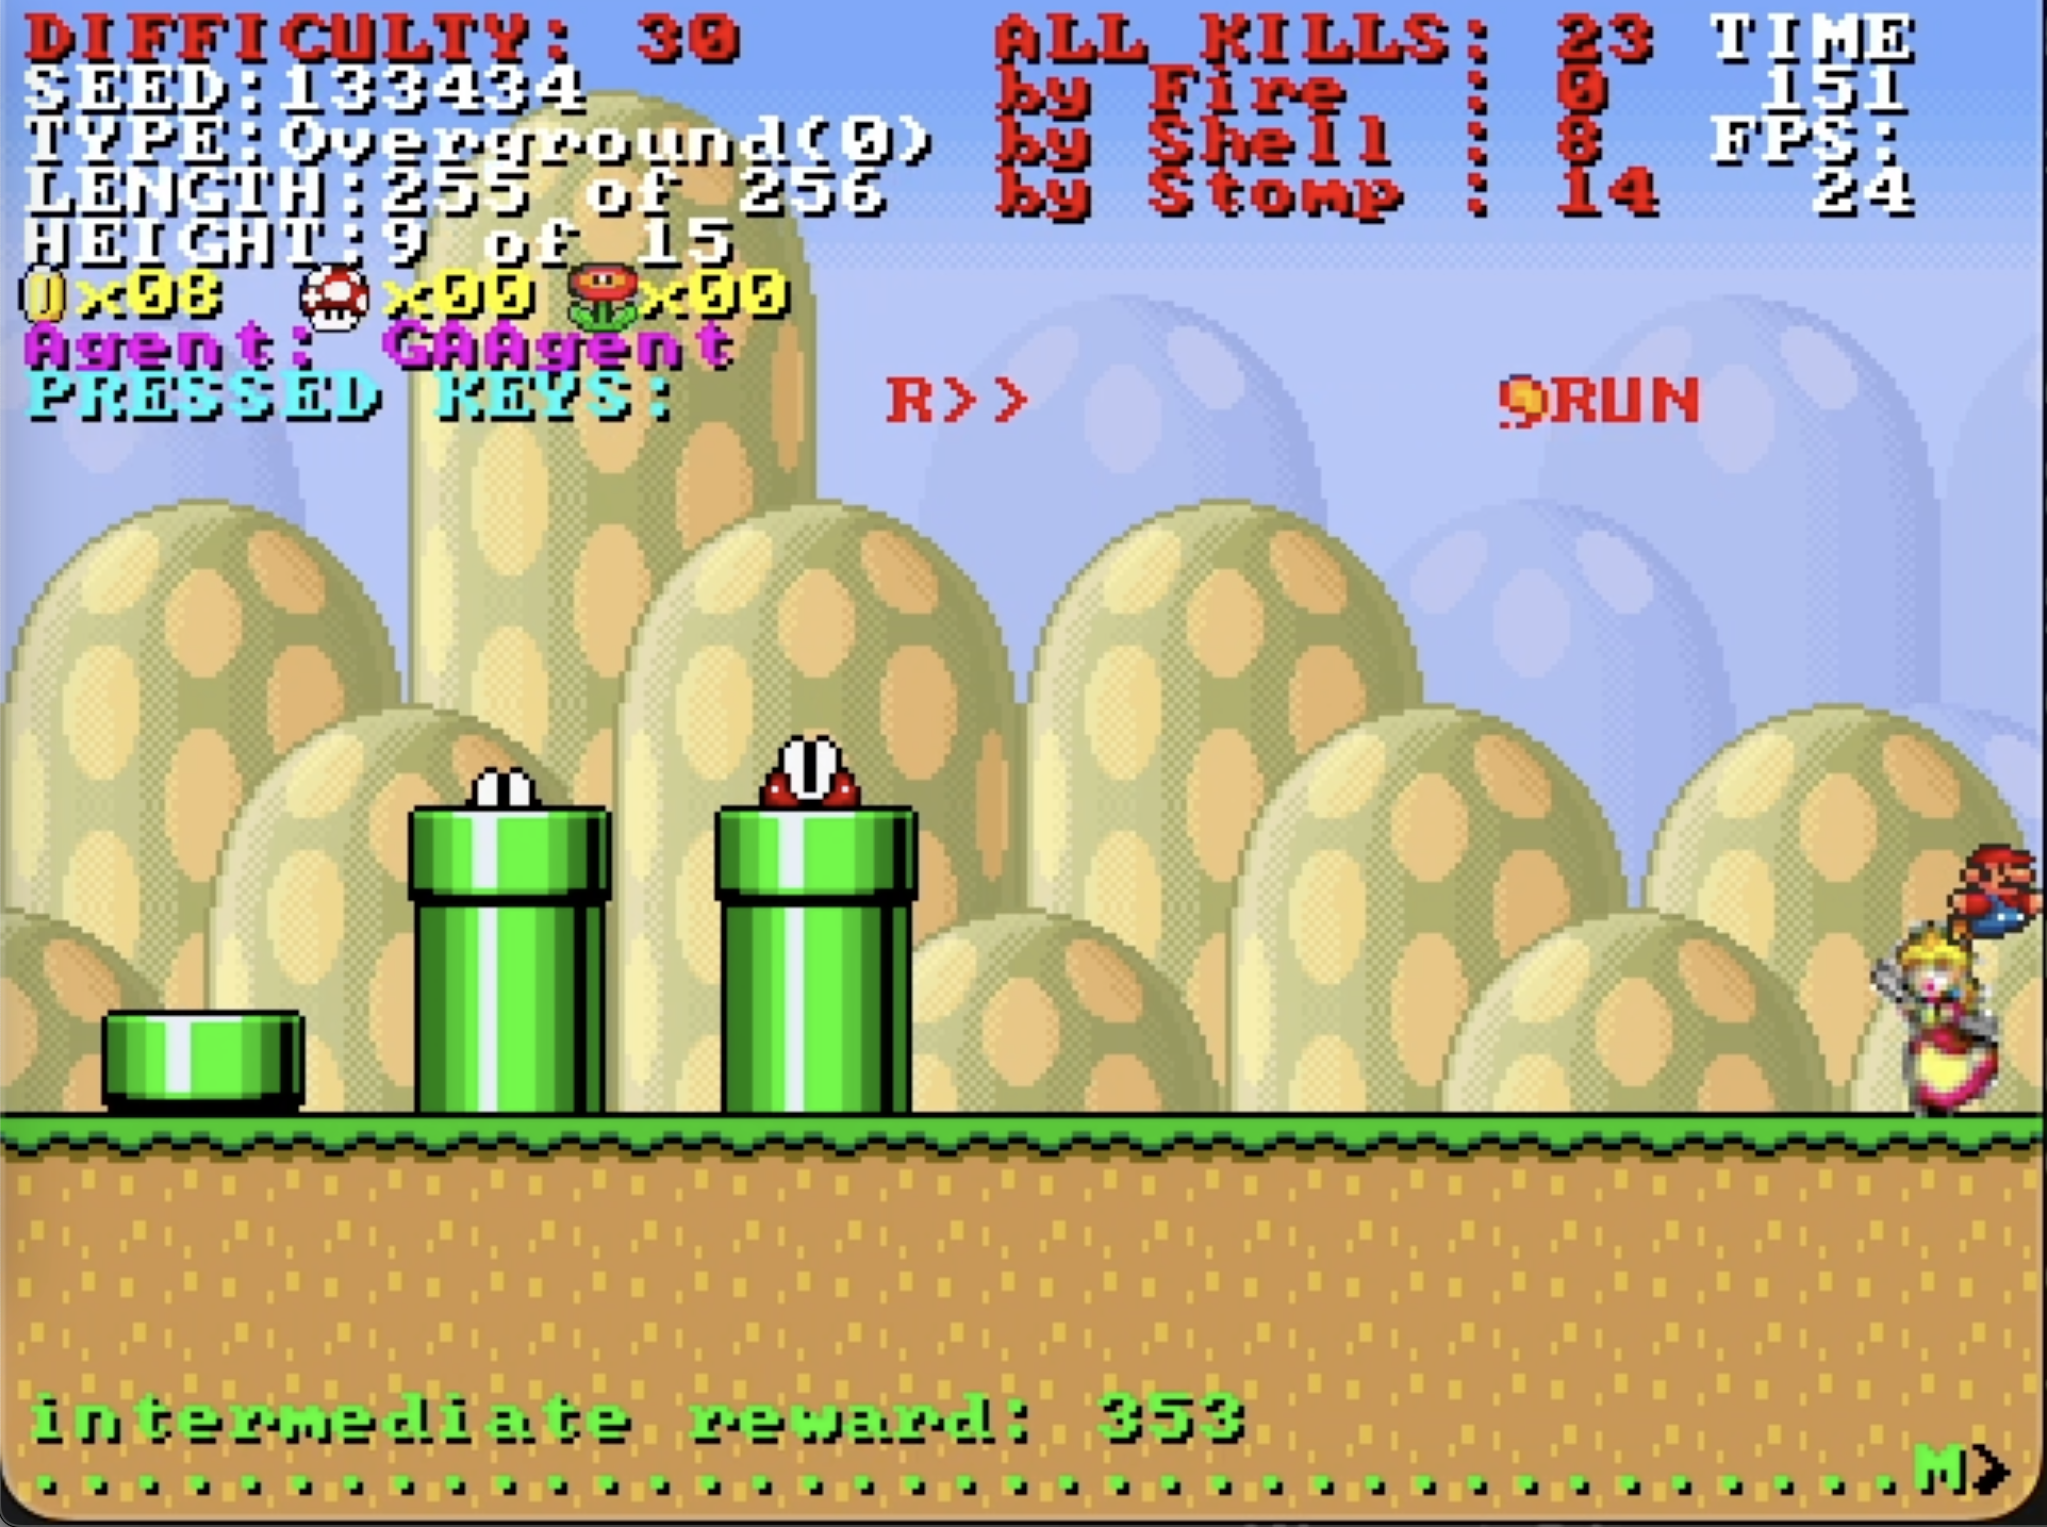 DIFFICULTY: 30
SEED:133434
TYPE:Overground(0)
LENGTH:255 of 256
HEIGHT:9 of 15
x08 x00 x00
Agent: GAAgent
PRESSED KEYS: R>> RUN
ALL KILLS: 23
by Fire : 0
by Shell : 8
by Stomp : 14
TIME
151
FPS:
24
intermediate reward: 353
.....................................M>